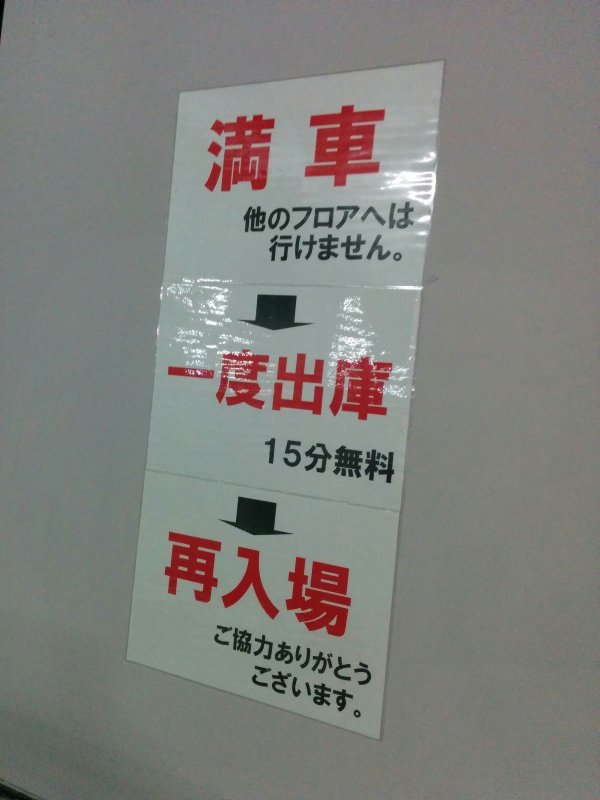 満車
他のフロアへは
行けません。
一度出庫
15分無料
再入場
ご協力ありがとう
ございます。